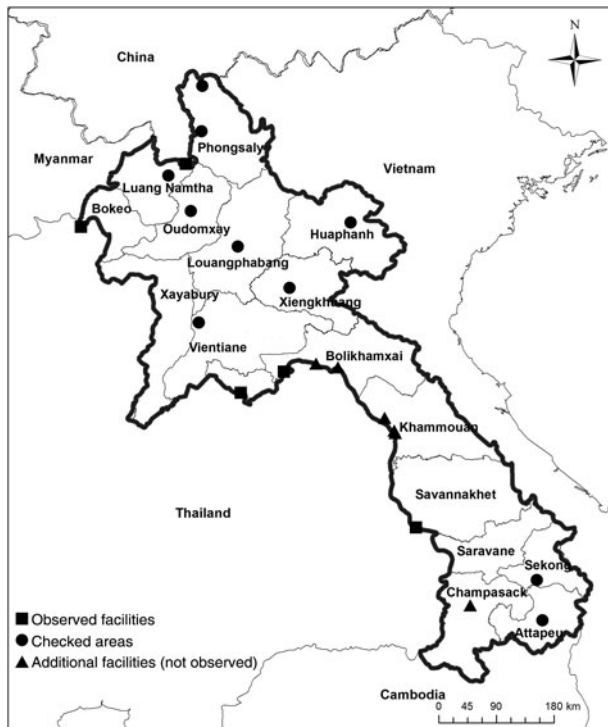 N
China
Phongsaly
Myanmar
Vietnam
Luang Namtha
Bokeo
Oudomxay
Huaphanh
Louangphabang
Xayabury
Xiengkhuang
Vientiane
Bolikhamxai
Khammouan
Savannakhet
Thailand
Saravane
Sekong
Champasack
Attapeu
Observed facilities
Checked areas
Additional facilities (not observed)
Cambodia
0 45 90 180 km